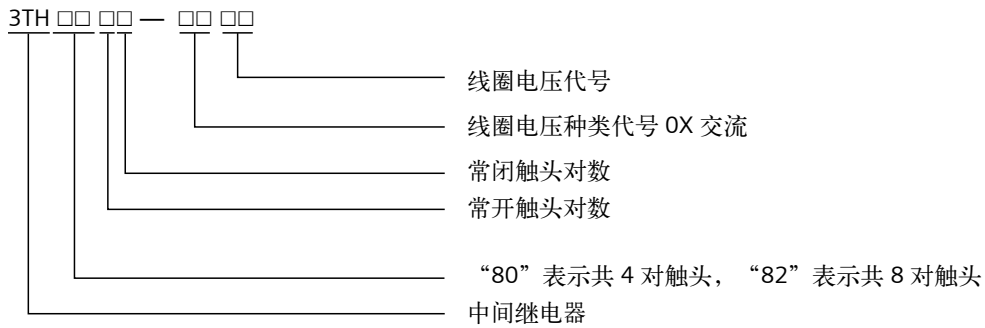 3TH □□ □□ — □□ □□
线圈电压代号
线圈电压种类代号 0X 交流
常闭触头对数
常开触头对数
“80”表示共 4 对触头，“82”表示共 8 对触头
中间继电器